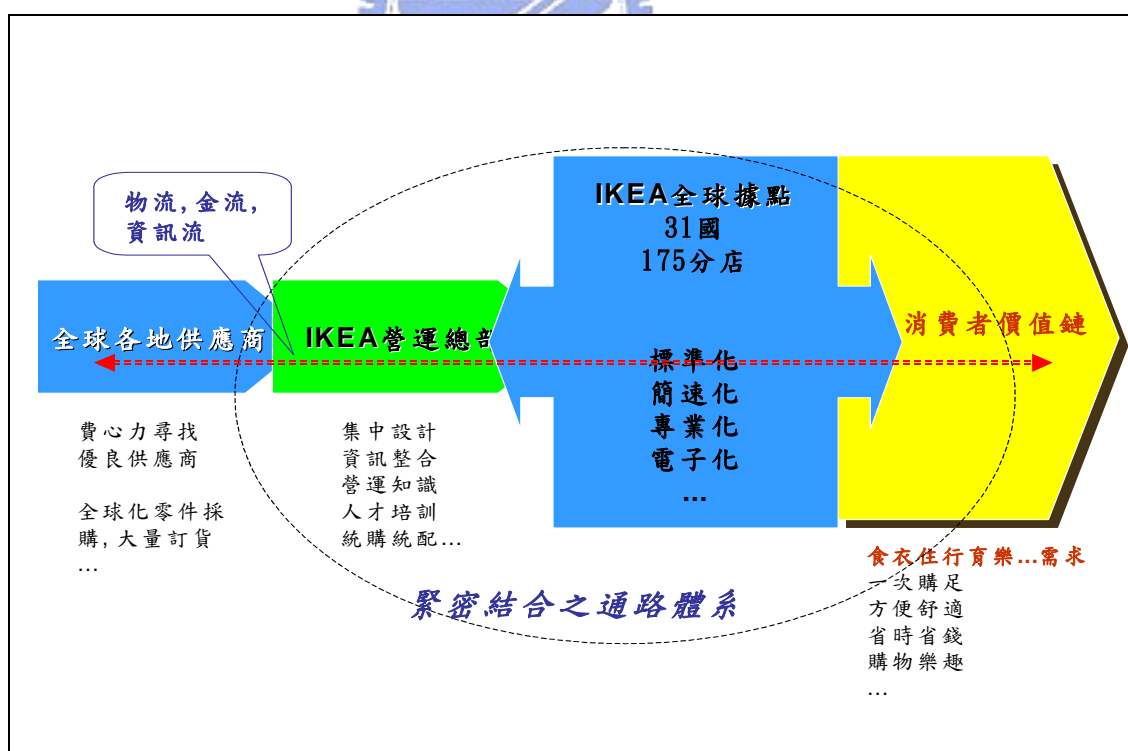 物流, 金流,
資訊流
全球各地供應商
費心力尋找
優良供應商
全球化零件採
購, 大量訂貨
...
IKEA營運總部
集中設計
資訊整合
營運知識
人才培訓
統購統配...
IKEA全球據點
31國
175分店
標準化
簡速化
專業化
電子化
...
消費者價值鏈
食衣住行育樂...需求
一次購足
方便舒適
省時省錢
購物樂趣
...
緊密結合之通路體系